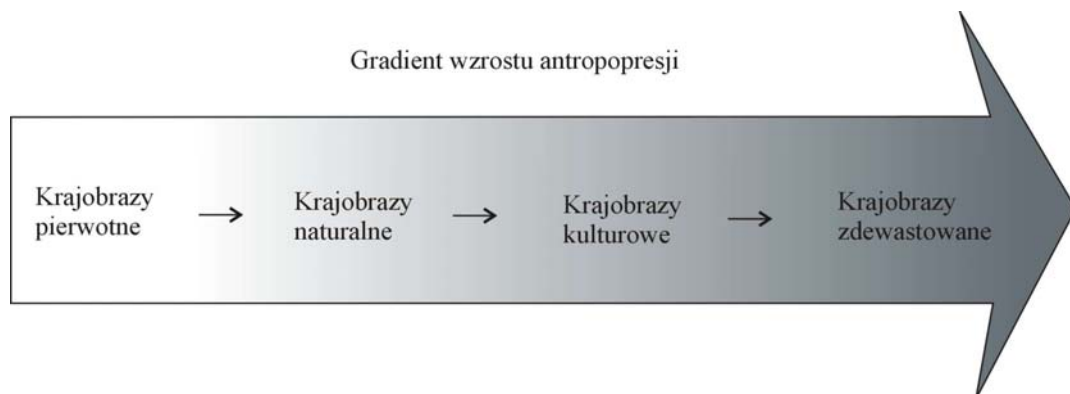 Gradient wzrostu antropopresji
Krajobrazy
pierwotne
Krajobrazy
naturalne
Krajobrazy
kulturowe
Krajobrazy
zdewastowane